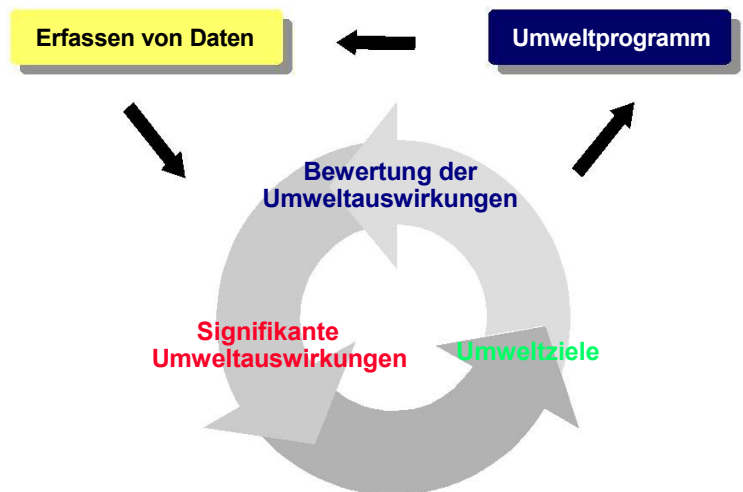 Erfassen von Daten
Umweltprogramm
Bewertung der
Umweltauswirkungen
Signifikante
Umweltauswirkungen
Umweltziele